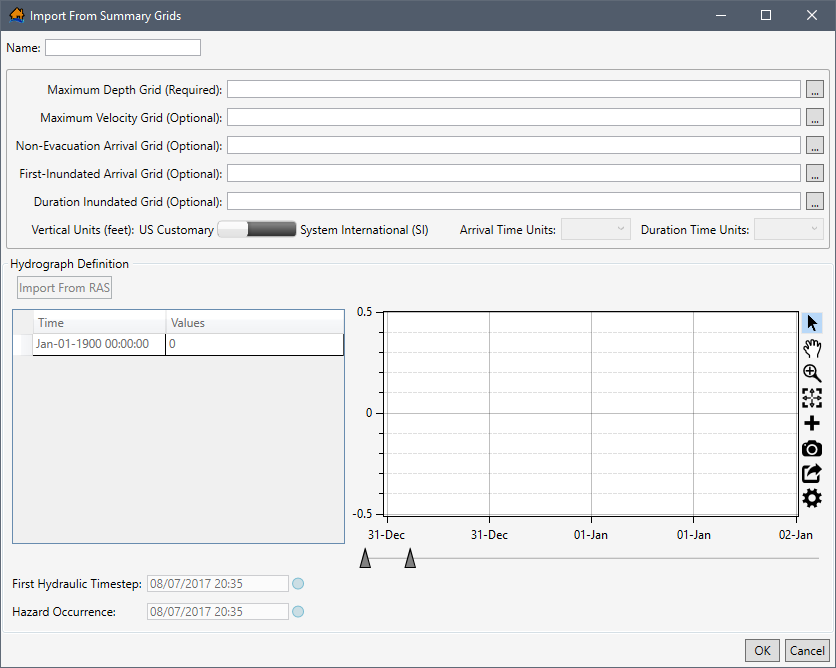 Import From Summary Grids
Name:
Maximum Depth Grid (Required):
...
Maximum Velocity Grid (Optional):
...
Non-Evacuation Arrival Grid (Optional):
...
First-Inundated Arrival Grid (Optional):
...
Duration Inundated Grid (Optional):
...
Vertical Units (feet): US Customary System International (SI) Arrival Time Units: Duration Time Units:
Hydrograph Definition
Import From RAS
Time Values
Jan-01-1900 00:00:00 0
0.5
0
-0.5
31-Dec 31-Dec 01-Jan 01-Jan 02-Jan
First Hydraulic Timestep: 08/07/2017 20:35
Hazard Occurrence: 08/07/2017 20:35
OK Cancel